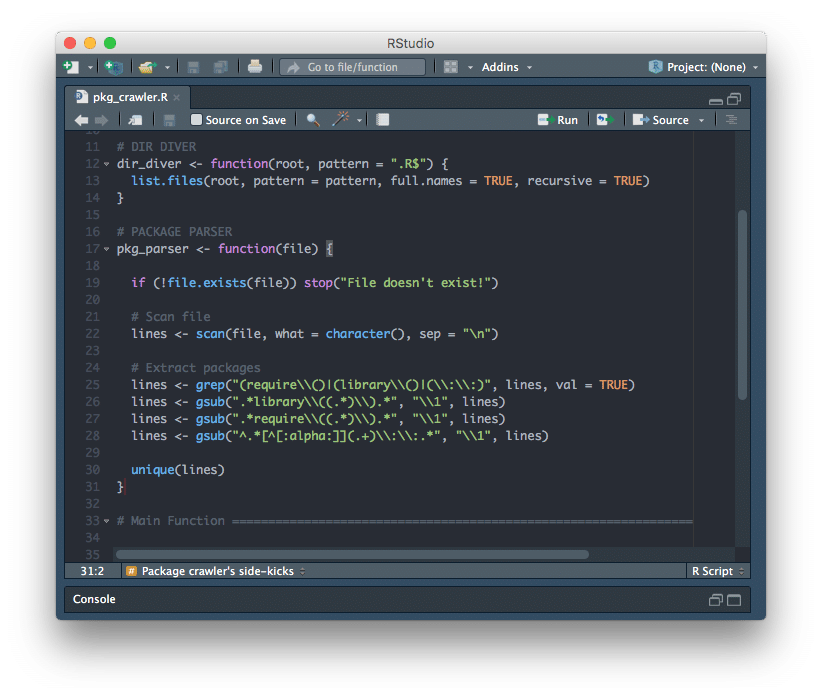 RStudio
Go to file/function Addins Project: (None)
pkg_crawler.R
Source on Save Run Source
11 # DIR DIVER
12 dir_diver <- function(root, pattern = ".R$") {
13   list.files(root, pattern = pattern, full.names = TRUE, recursive = TRUE)
14 }
15
16 # PACKAGE PARSER
17 pkg_parser <- function(file) {
18
19   if (!file.exists(file)) stop("File doesn't exist!")
20
21   # Scan file
22   lines <- scan(file, what = character(), sep = "\n")
23
24   # Extract packages
25   lines <- grep("(require\\()|(library\\()|(\\:\\:)", lines, val = TRUE)
26   lines <- gsub(".*library\\((.*)\\).*", "\\1", lines)
27   lines <- gsub(".*require\\((.*)\\).*", "\\1", lines)
28   lines <- gsub("^.*[^[:alpha:]](.+)\\:\\:.*", "\\1", lines)
29
30   unique(lines)
31 }
32
33 # Main Function ================================================================
34
35
31:2 # Package crawler's side-kicks R Script
Console